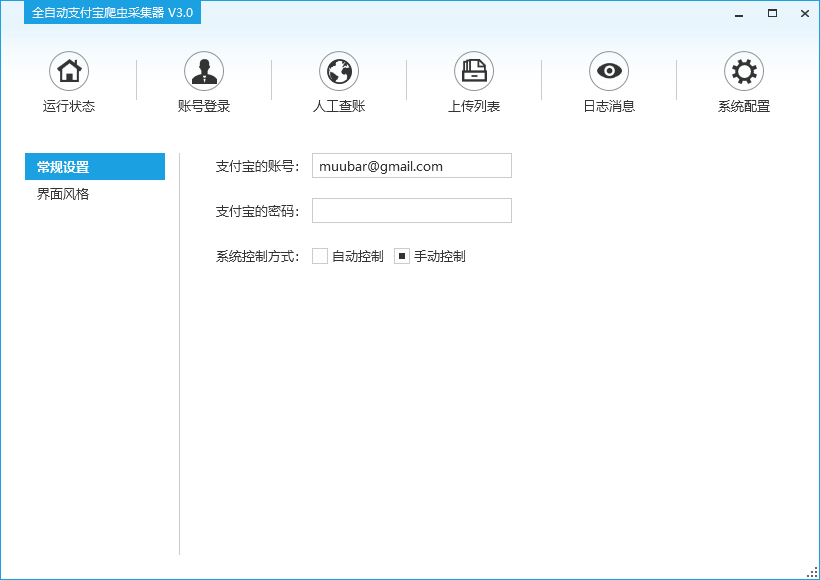 全自动支付宝爬虫采集器 V3.0
运行状态
账号登录
人工查账
上传列表
日志消息
系统配置
常规设置
界面风格
支付宝的账号: muubar@gmail.com
支付宝的密码:
系统控制方式: 自动控制 手动控制